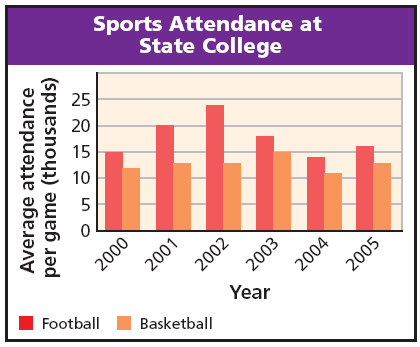 Sports Attendance at
State College
Average attendance
per game (thousands)
25
20
15
10
5
0
2000 2001 2002 2003 2004 2005
Year
Football Basketball